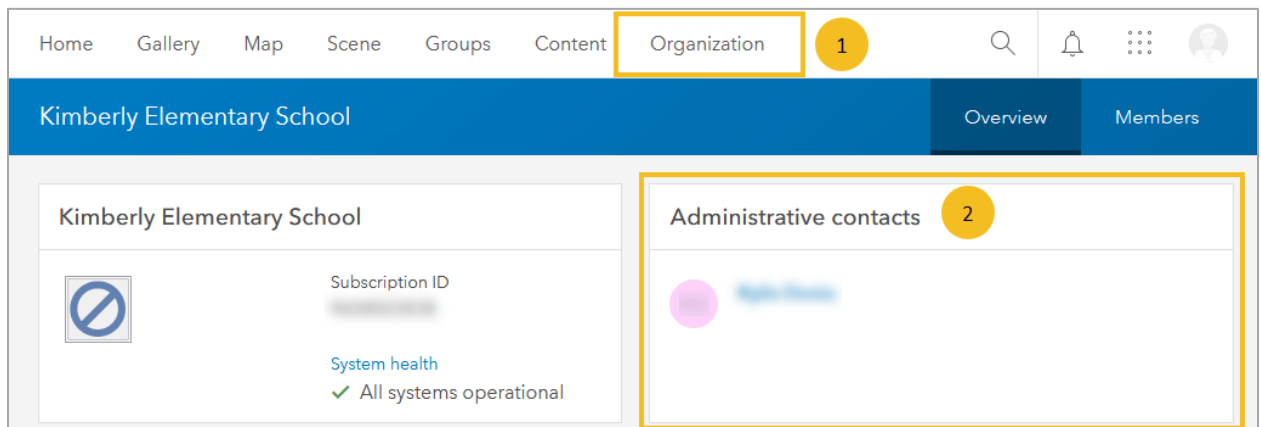 Home Gallery Map Scene Groups Content Organization 1
Kimberly Elementary School Overview Members
Kimberly Elementary School
Administrative contacts 2
Subscription ID
System health
All systems operational